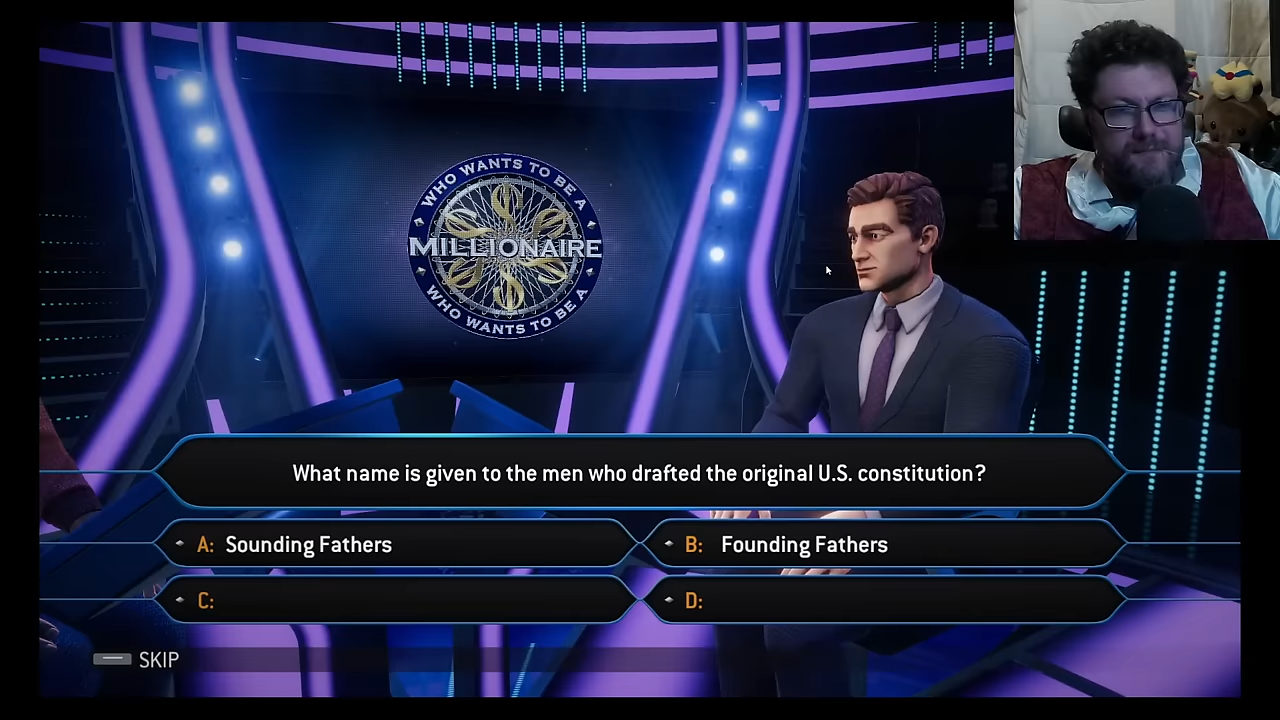 WHO WANTS TO BE A
MILLIONAIRE
WHO WANTS TO BE A
What name is given to the men who drafted the original U.S. constitution?
A: Sounding Fathers
B: Founding Fathers
C:
D:
SKIP